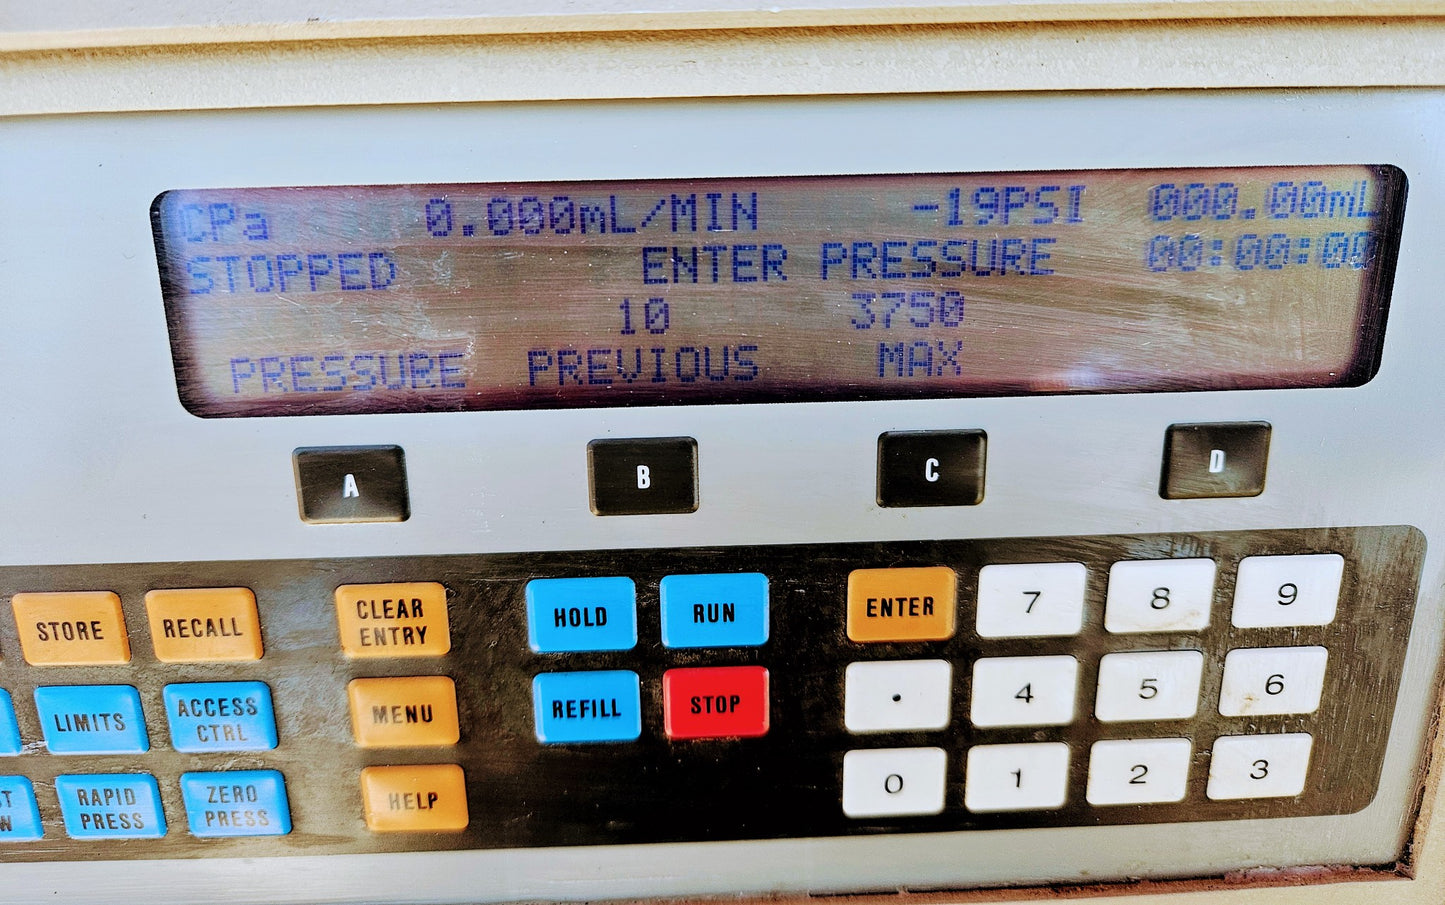 CPa 0.000mL/MIN -19PSI 000.00mL
STOPPED ENTER PRESSURE 00:00:00
10 3750
PRESSURE PREVIOUS MAX
A B C D
STORE RECALL CLEAR ENTRY HOLD RUN ENTER 7 8 9
LIMITS ACCESS CTRL MENU REFILL STOP . 4 5 6
RAPID PRESS ZERO PRESS HELP 0 1 2 3